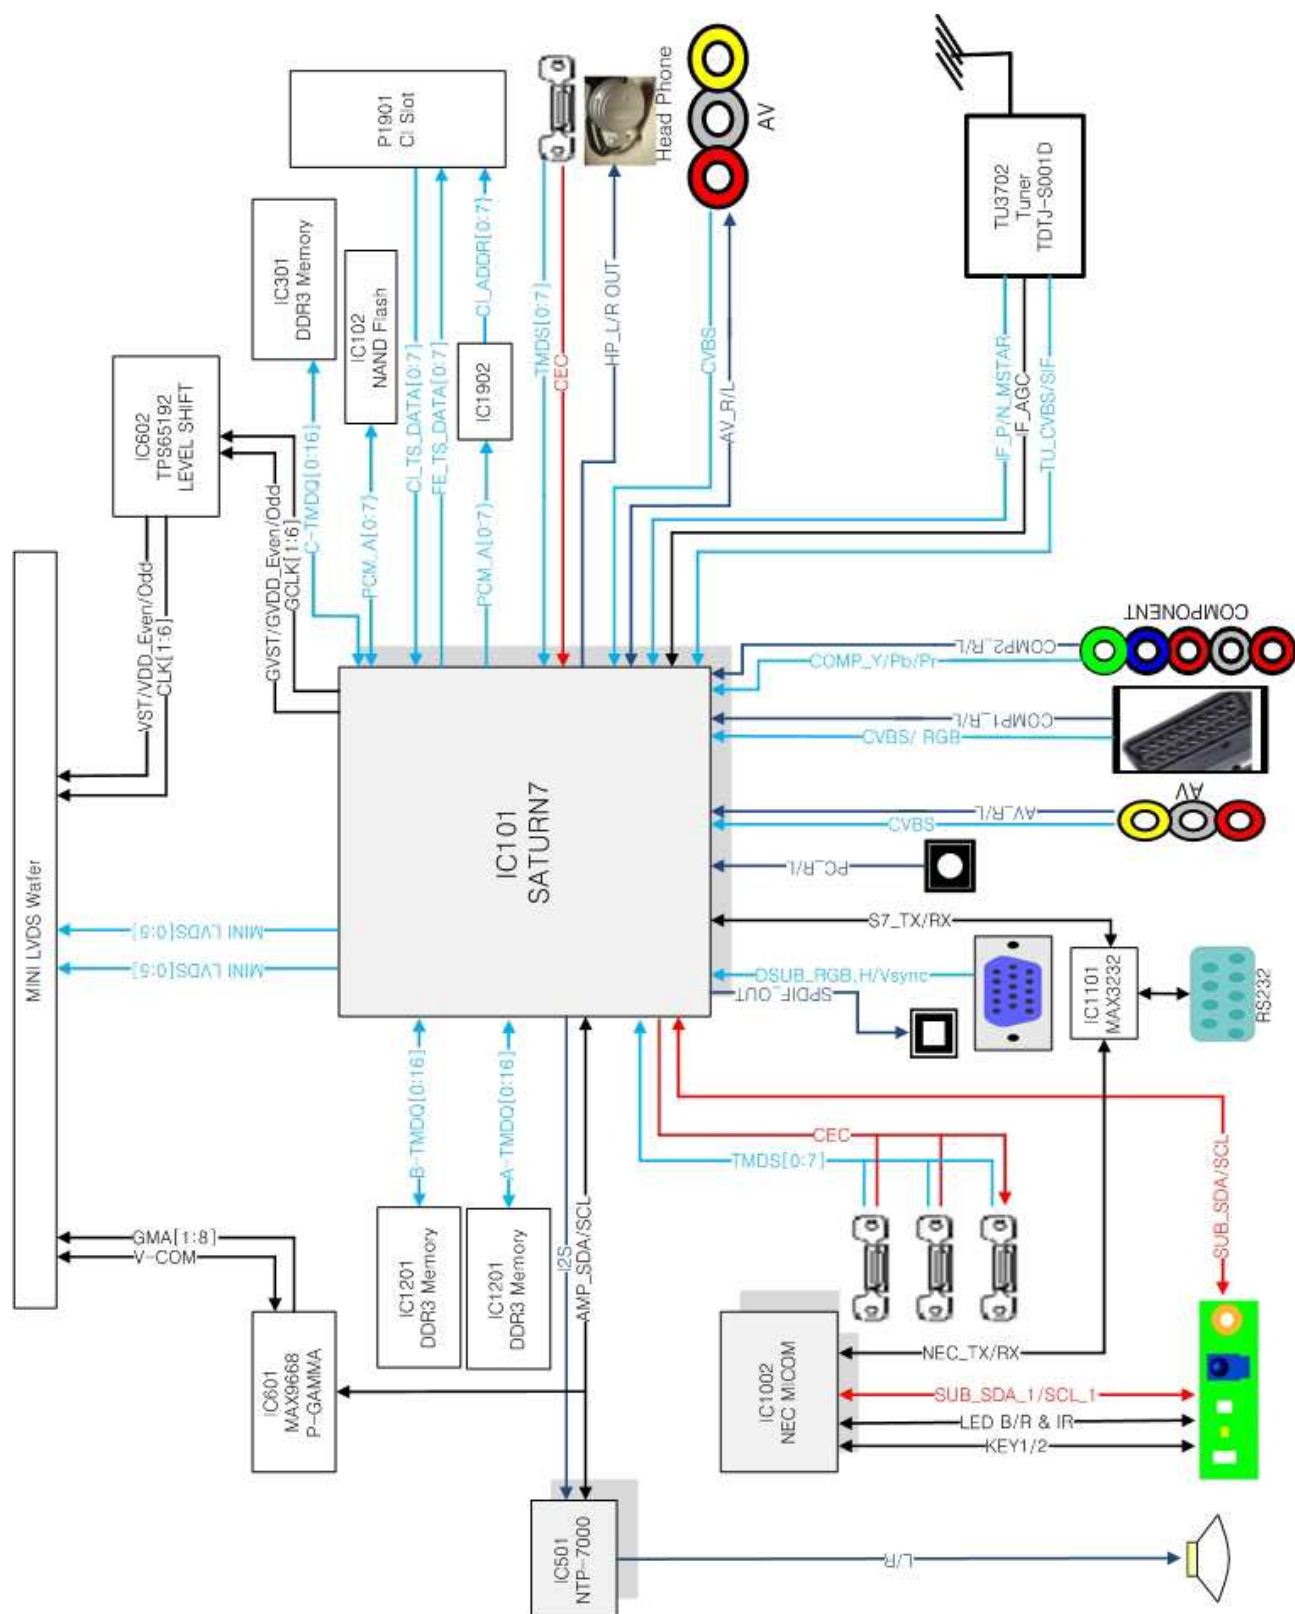 P1901
CI Slot
IC301
DDR3 Memory
IC102
NAND Flash
IC602
TPS65192
LEVEL SHIFT
IC1902
Head Phone
AV
TU3702
Tuner
TDTJ-S001D
MINI LVDS Wafer
VST/VDD_Even/Odd
CLK[1:6]
GVST/GVDD_Even/Odd
GCLK[1:6]
C-TMDQ[0:16]
PCM_A[0:7]
CI_TS_DATA[0:7]
FE_TS_DATA[0:7]
PCM_A[0:7]
CI_ADDR[0:7]
TMDS[0:7]
CEC
HP_L/R OUT
CVBS
AV_R/L
IF_P/N_MSTAR
IF_AGC
TU_CVBS/SIF
IC101
SATURN7
COMP2_R/L
COMP_Y/Pb/Pr
COMPONENT
COMP1_R/L
CVBS/ RGB
AV_R/L
CVBS
AV
PC_R/L
S7_TX/RX
DSUB_RGB,H/Vsync
SPDIF_OUT
IC1101
MAX3232
RS232
MINI LVDS[0:5]
MINI LVDS[0:5]
B-TMDQ[0:16]
A-TMDQ[0:16]
IC1201
DDR3 Memory
IC1201
DDR3 Memory
I2S
AMP_SDA/SCL
GMA[1:8]
V-COM
IC601
MAX9668
P-GAMMA
CEC
TMDS[0:7]
SUB_SDA/SCL
IC1002
NEC MICOM
NEC_TX/RX
SUB_SDA_1/SCL_1
LED B/R & IR
KEY1/2
IC501
NTP-7000
L/R